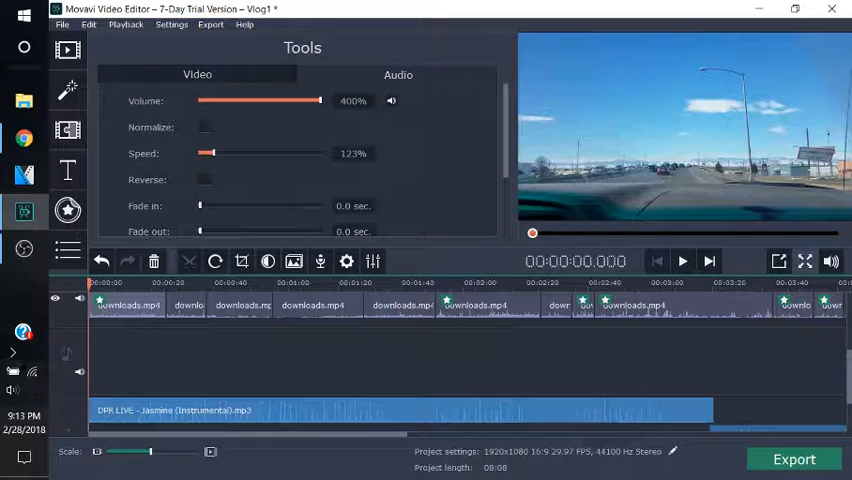 Movavi Video Editor – 7-Day Trial Version – Vlog1 *
File Edit Playback Settings Export Help
Tools
Video Audio
Volume: 400%
Normalize:
Speed: 123%
Reverse:
Fade in: 0.0 sec.
Fade out: 0.0 sec.
00:00:00.000
00:00:00 00:00:20 00:00:40 00:01:00 00:01:20 00:01:40 00:02:00 00:02:20 00:02:40 00:03:00 00:03:20 00:03:40
downloads.mp4 downlo downloads.mp4 downloads.mp4 downloads.mp4 downloads.mp4 down downloads.mp4 downlo
DPR LIVE - Jasmine (Instrumental).mp3
9:13 PM
2/28/2018
Scale:
Project settings: 1920x1080 16:9 29.97 FPS, 44100 Hz Stereo
Project length: 08:08
Export